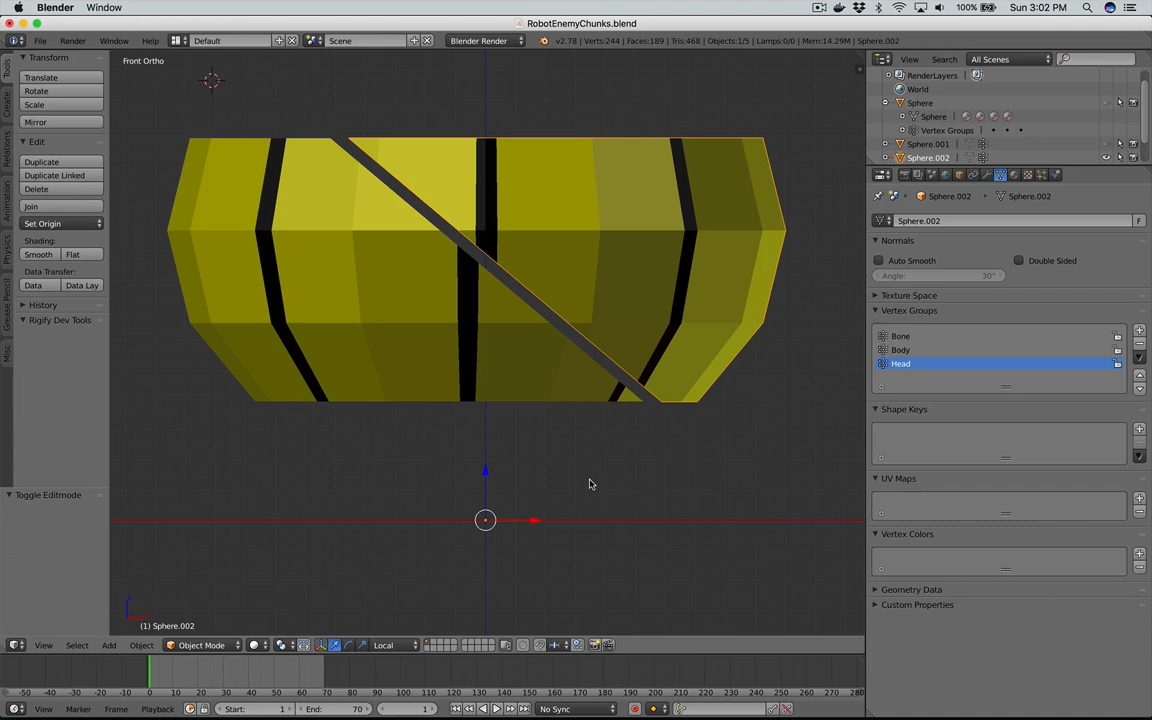 Blender Window 100% Sun 3:02 PM
RobotEnemyChunks.blend
File Render Window Help Default Scene Blender Render v2.78 | Verts:244 | Faces:189 | Tris:468 | Objects:1/5 | Lamps:0/0 | Mem:14.29M | Sphere.002
View Search All Scenes
Front Ortho
Tools
Create
Relations
Animation
Physics
Grease Pencil
Misc
Transform
Translate
Rotate
Scale
Mirror
Edit
Duplicate
Duplicate Linked
Delete
Join
Set Origin
Shading:
Smooth Flat
Data Transfer:
Data Data Lay
History
Rigify Dev Tools
Toggle Editmode
(1) Sphere.002
RenderLayers
World
Sphere
Sphere
Vertex Groups
Sphere.001
Sphere.002
Sphere.002 Sphere.002
Sphere.002 F
Normals
Auto Smooth Double Sided
Angle: 30°
Texture Space
Vertex Groups
Bone
Body
Head
Shape Keys
UV Maps
Vertex Colors
Geometry Data
Custom Properties
View Select Add Object Object Mode Local
-50 -40 -30 -20 -10 0 10 20 30 40 50 60 70 80 90 100 110 120 130 140 150 160 170 180 190 200 210 220 230 240 250 260 270 280
View Marker Frame Playback Start: 1 End: 70 1 No Sync